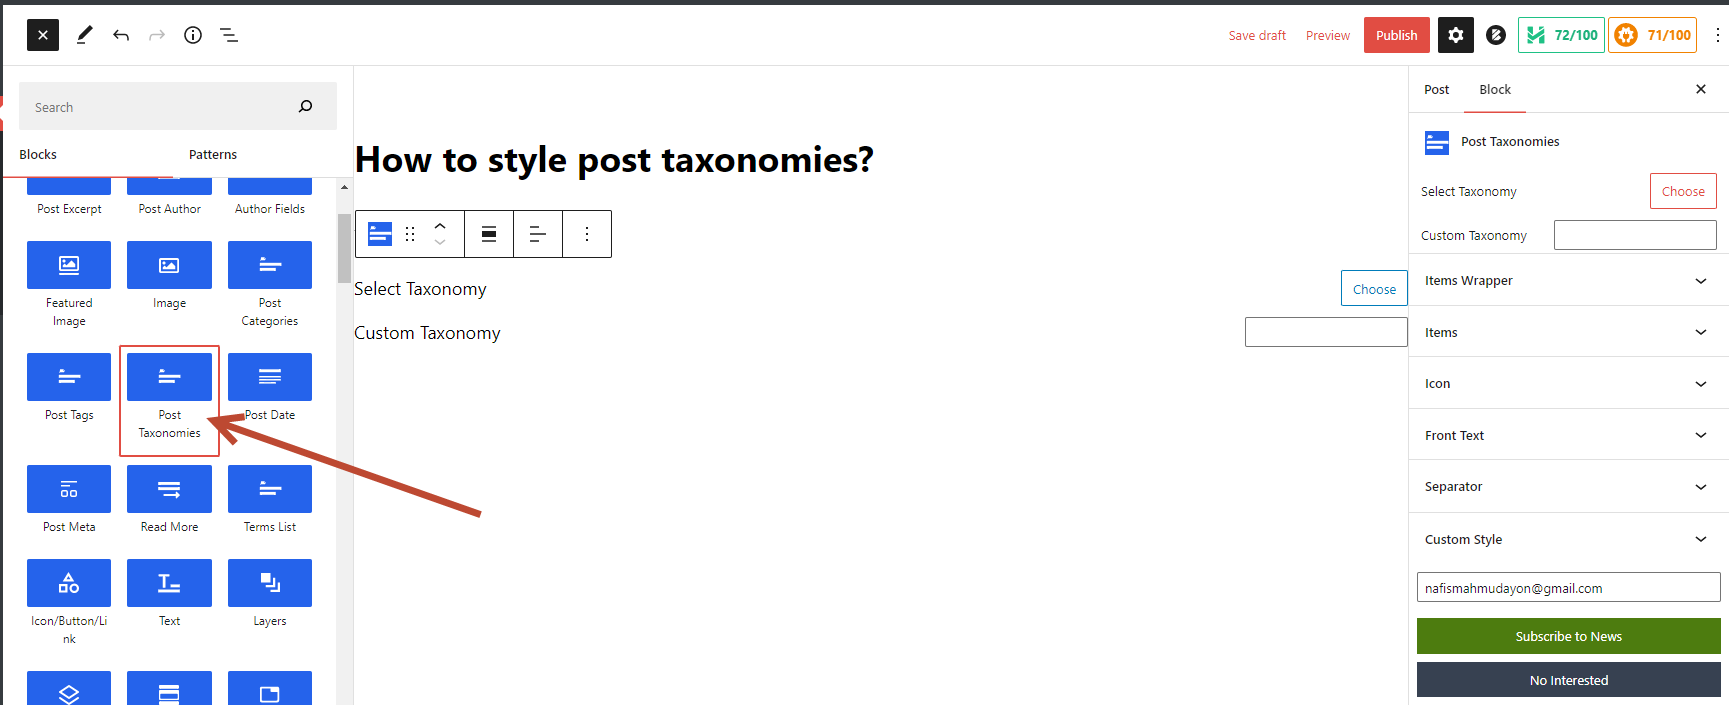 Save draft
Preview
Publish
72/100
71/100
Search
Blocks
Patterns
Post Excerpt
Post Author
Author Fields
Featured
Image
Image
Post
Categories
Post Tags
Post
Taxonomies
Post Date
Post Meta
Read More
Terms List
Icon/Button/Li
nk
Text
Layers
How to style post taxonomies?
Select Taxonomy
Choose
Custom Taxonomy
Post
Block
Post Taxonomies
Select Taxonomy
Choose
Custom Taxonomy
Items Wrapper
Items
Icon
Front Text
Separator
Custom Style
nafismahmudayon@gmail.com
Subscribe to News
No Interested